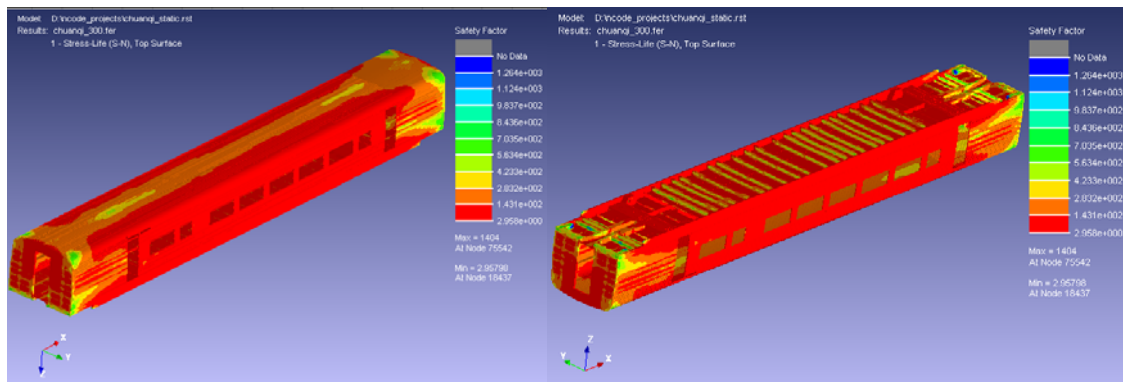 Model: D:\ncode_projects\chuanqi_static.rst
Results: chuanqi_300.fer
1 - Stress-Life (S-N), Top Surface
Safety Factor
No Data
1.264e+003
1.124e+003
9.837e+002
8.436e+002
7.035e+002
5.634e+002
4.233e+002
2.832e+002
1.431e+002
2.958e+000
Max = 1404
At Node 75542
Min = 2.95798
At Node 18437
X
Y
Z
Model: D:\ncode_projects\chuanqi_static.rst
Results: chuanqi_300.fer
1 - Stress-Life (S-N), Top Surface
Safety Factor
No Data
1.264e+003
1.124e+003
9.837e+002
8.436e+002
7.035e+002
5.634e+002
4.233e+002
2.832e+002
1.431e+002
2.958e+000
Max = 1404
At Node 75542
Min = 2.95798
At Node 18437
Z
Y
X